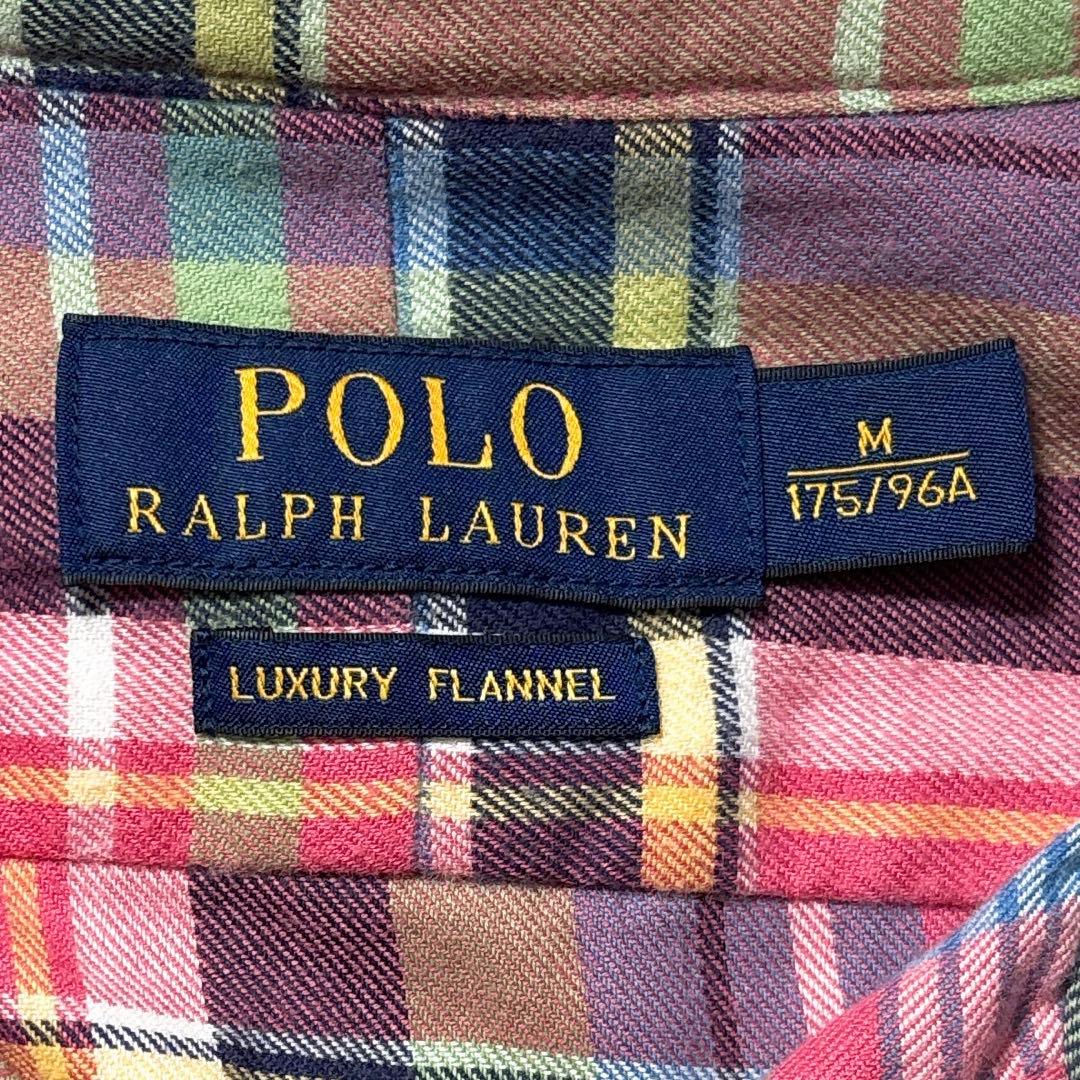 POLO
RALPH LAUREN
M
175/96A
LUXURY FLANNEL